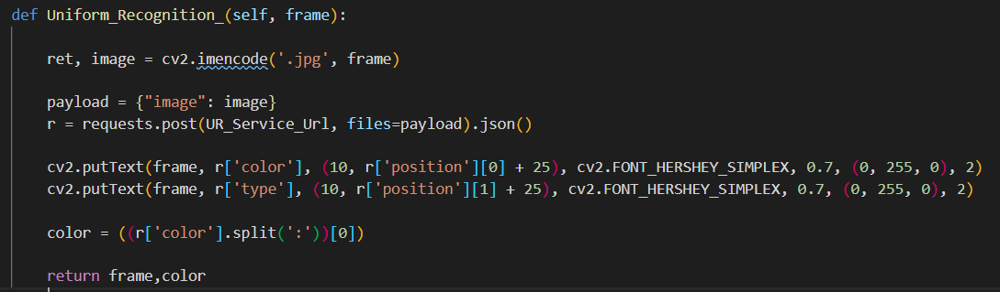 def Uniform_Recognition_(self, frame):
ret, image = cv2.imencode('.jpg', frame)
payload = {"image": image}
r = requests.post(UR_Service_Url, files=payload).json()
cv2.putText(frame, r['color'], (10, r['position'][0] + 25), cv2.FONT_HERSHEY_SIMPLEX, 0.7, (0, 255, 0), 2)
cv2.putText(frame, r['type'], (10, r['position'][1] + 25), cv2.FONT_HERSHEY_SIMPLEX, 0.7, (0, 255, 0), 2)
color = ((r['color'].split(':'))[0])
return frame,color